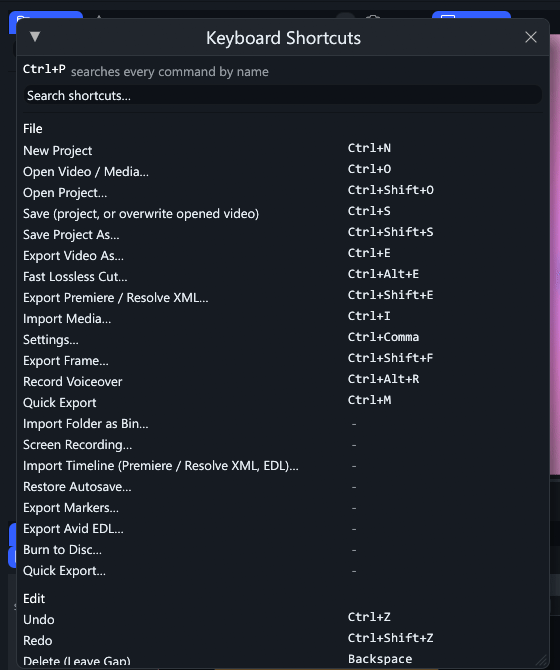 Keyboard Shortcuts
Ctrl+P searches every command by name
Search shortcuts...
File
New Project Ctrl+N
Open Video / Media... Ctrl+O
Open Project... Ctrl+Shift+O
Save (project, or overwrite opened video) Ctrl+S
Save Project As... Ctrl+Shift+S
Export Video As... Ctrl+E
Fast Lossless Cut... Ctrl+Alt+E
Export Premiere / Resolve XML... Ctrl+Shift+E
Import Media... Ctrl+I
Settings... Ctrl+Comma
Export Frame... Ctrl+Shift+F
Record Voiceover Ctrl+Alt+R
Quick Export Ctrl+M
Import Folder as Bin... -
Screen Recording... -
Import Timeline (Premiere / Resolve XML, EDL)... -
Restore Autosave... -
Export Markers... -
Export Avid EDL... -
Burn to Disc... -
Quick Export... -
Edit
Undo Ctrl+Z
Redo Ctrl+Shift+Z
Delete (Leave Gap) Backspace